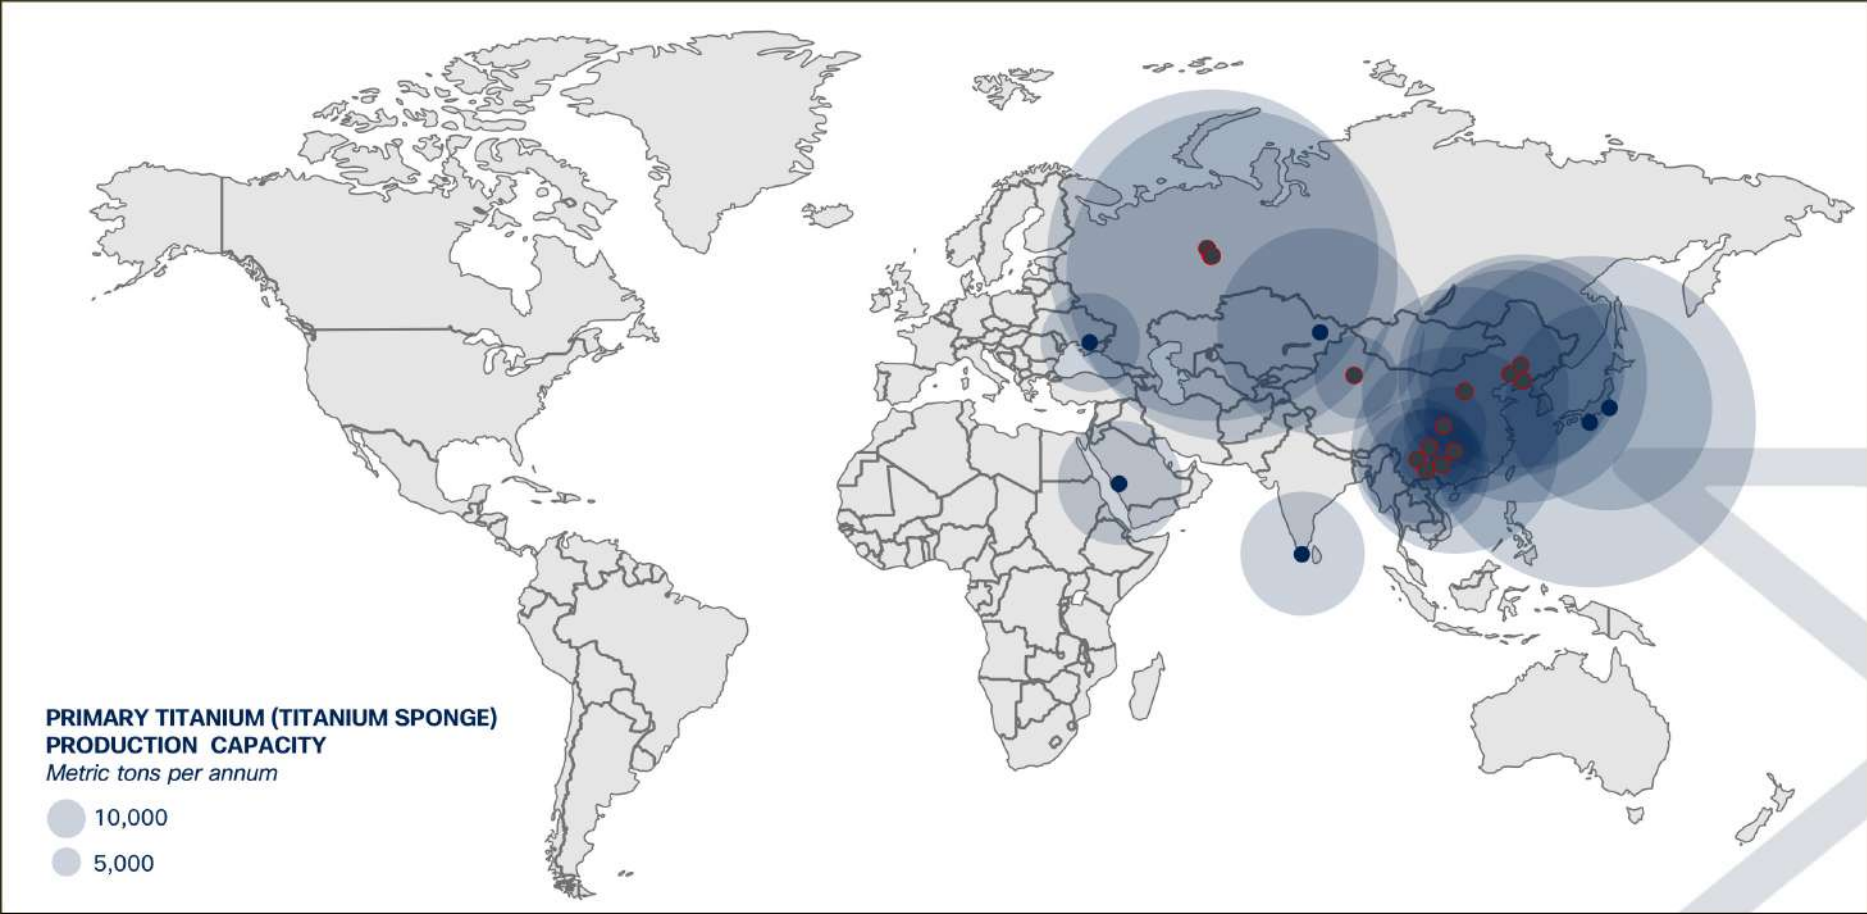 PRIMARY TITANIUM (TITANIUM SPONGE)
PRODUCTION CAPACITY
Metric tons per annum
10,000
5,000